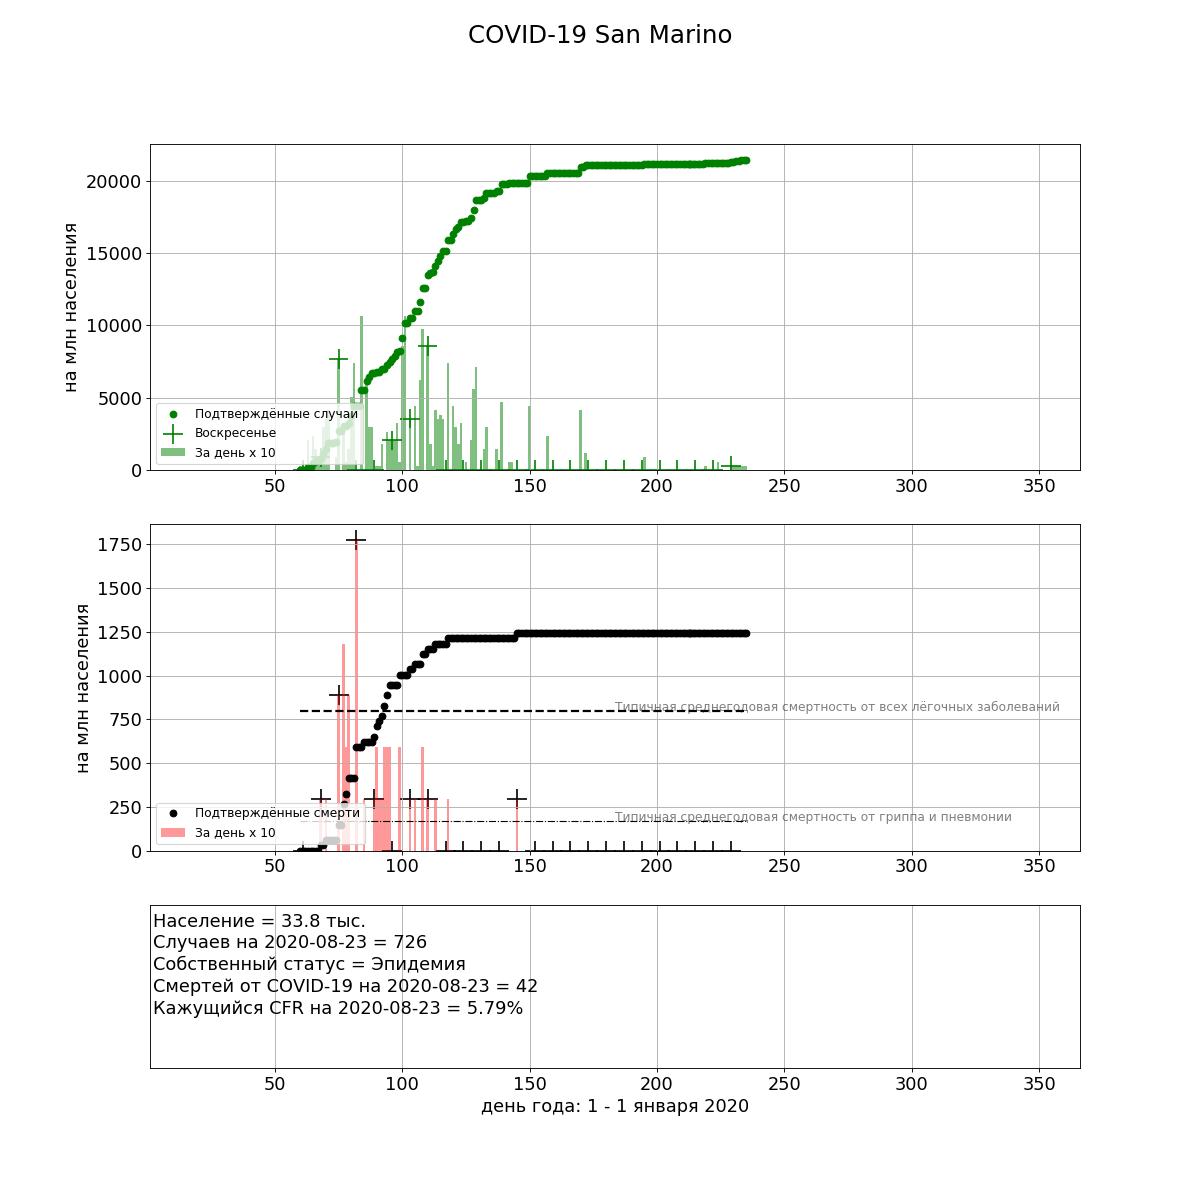 COVID-19 San Marino
на млн населения
20000
15000
10000
5000
0
Подтверждённые случаи
Воскресенье
За день x 10
50 100 150 200 250 300 350
на млн населения
1750
1500
1250
1000
750
500
250
0
Типичная среднегодовая смертность от всех лёгочных заболеваний
Типичная среднегодовая смертность от гриппа и пневмонии
Подтверждённые смерти
За день x 10
50 100 150 200 250 300 350
Население = 33.8 тыс.
Случаев на 2020-08-23 = 726
Собственный статус = Эпидемия
Смертей от COVID-19 на 2020-08-23 = 42
Кажущийся CFR на 2020-08-23 = 5.79%
50 100 150 200 250 300 350
день года: 1 - 1 января 2020